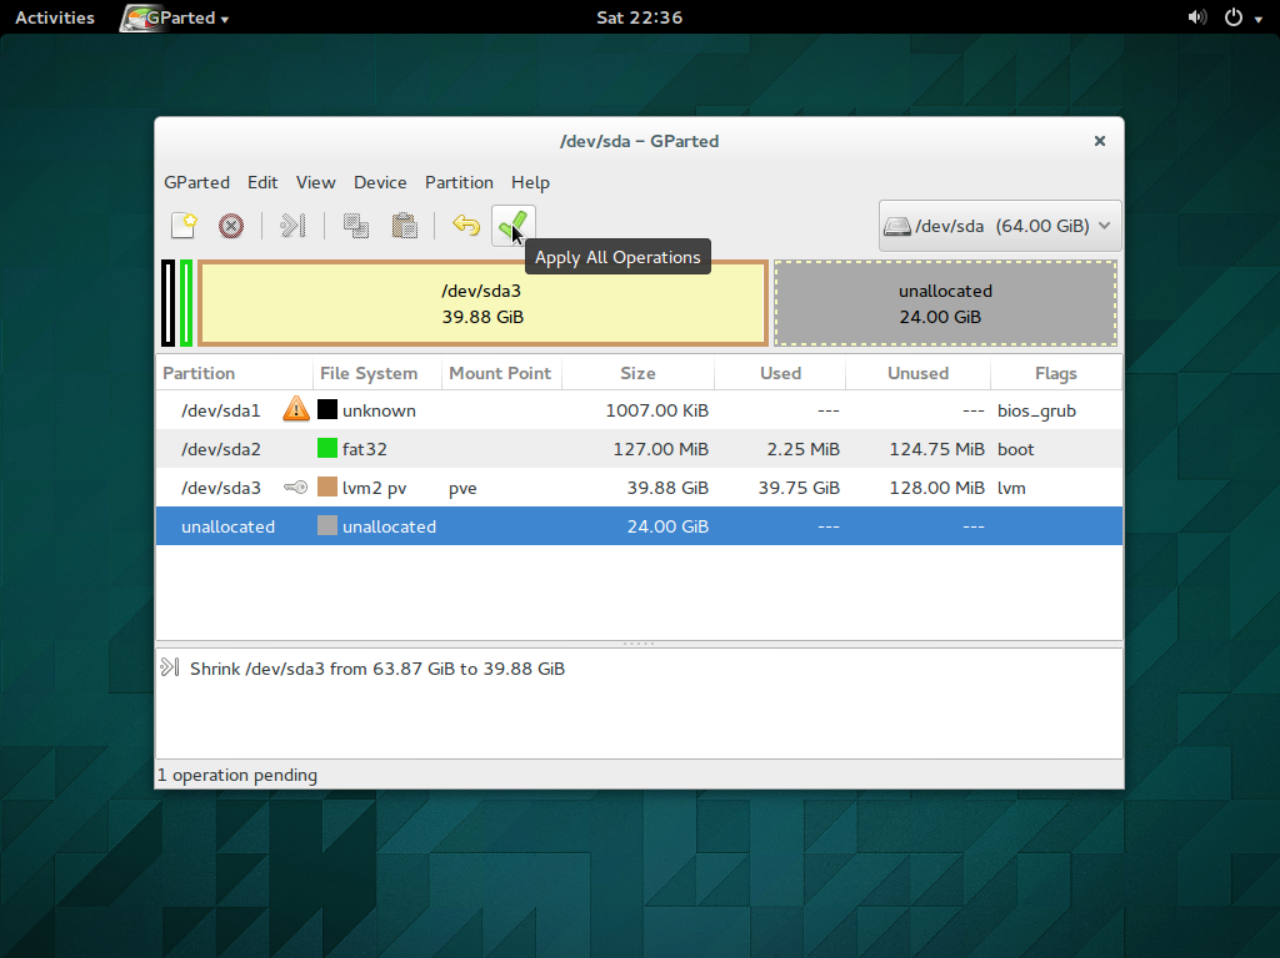 Activities GParted Sat 22:36
/dev/sda – GParted
GParted Edit View Device Partition Help
/dev/sda (64.00 GiB)
Apply All Operations
/dev/sda3
39.88 GiB
unallocated
24.00 GiB
Partition File System Mount Point Size Used Unused Flags
/dev/sda1 unknown 1007.00 KiB --- --- bios_grub
/dev/sda2 fat32 127.00 MiB 2.25 MiB 124.75 MiB boot
/dev/sda3 lvm2 pv pve 39.88 GiB 39.75 GiB 128.00 MiB lvm
unallocated unallocated 24.00 GiB --- ---
Shrink /dev/sda3 from 63.87 GiB to 39.88 GiB
1 operation pending